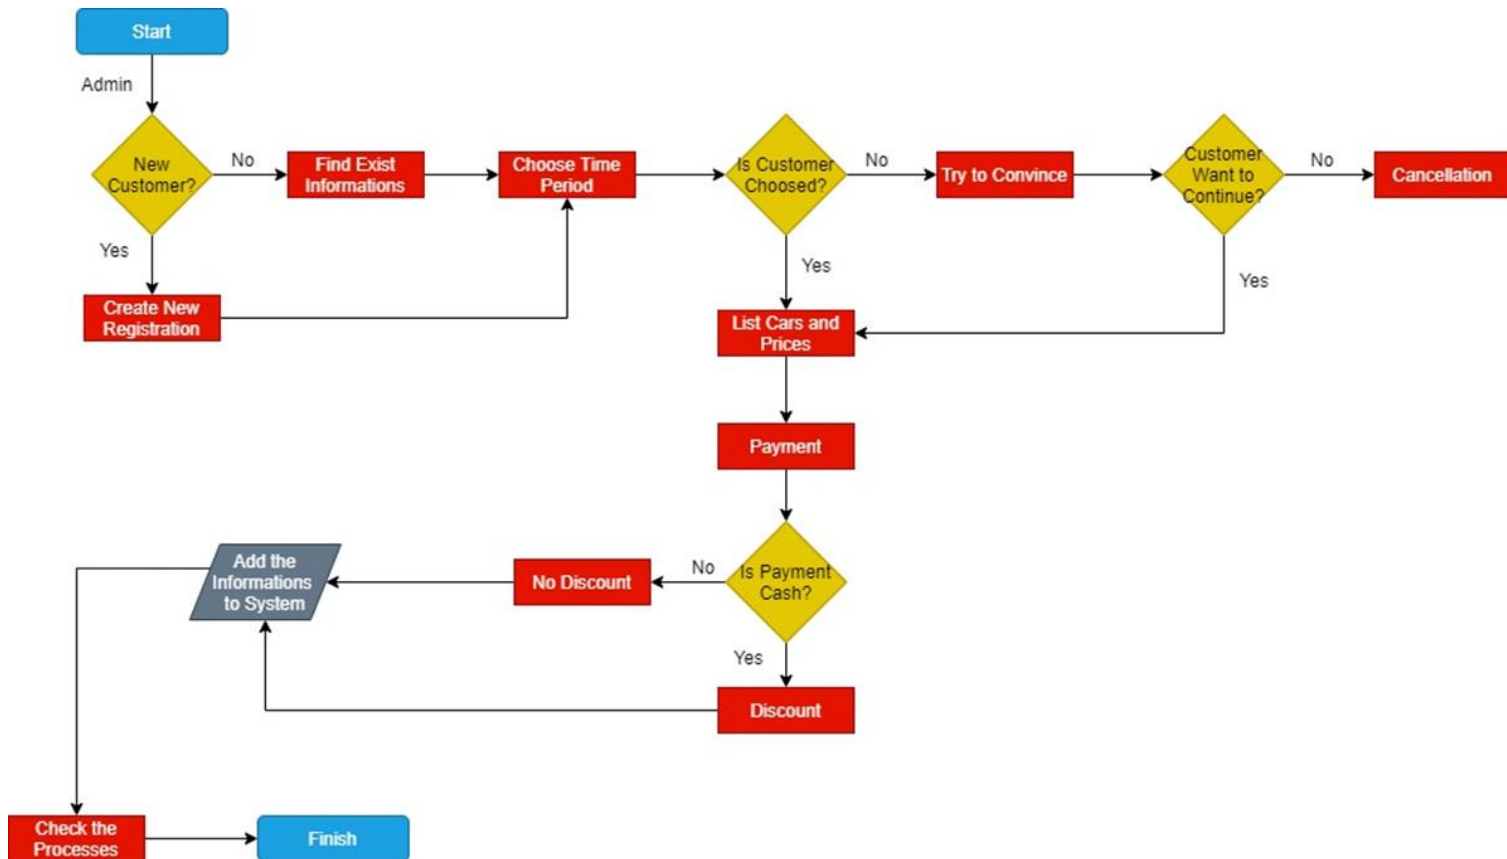 Start
Admin
New
Customer?
No
Find Exist
Informations
Choose Time
Period
Is Customer
Choosed?
No
Try to Convince
Customer
Want to
Continue?
No
Cancellation
Yes
Create New
Registration
Yes
List Cars and
Prices
Yes
Payment
Is Payment
Cash?
No
No Discount
Add the
Informations
to System
Yes
Discount
Check the
Processes
Finish